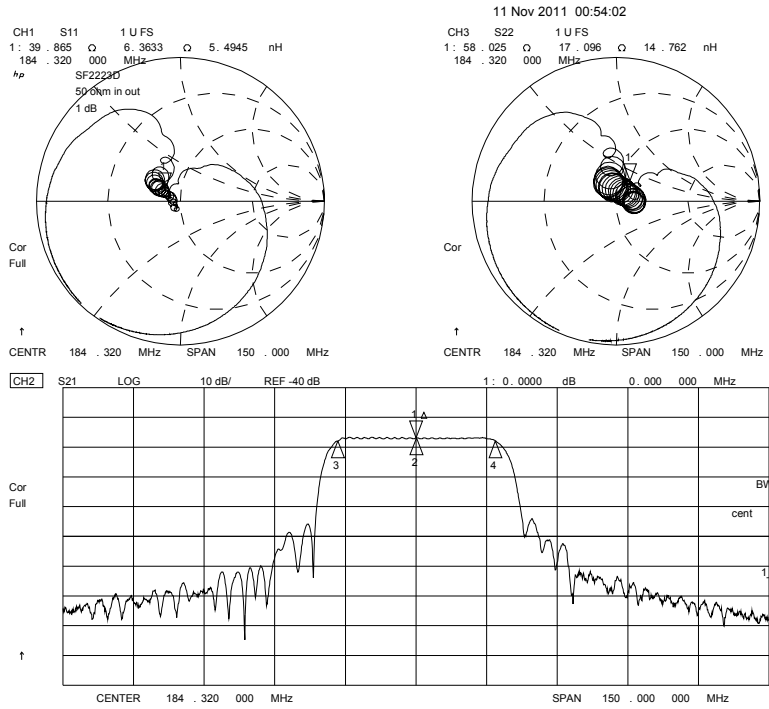 11 Nov 2011 00:54:02
CH1 S11 1 U FS
1 : 39 . 865 Ω 6 . 3633 Ω 5 . 4945 nH
184 . 320 000 MHz
hp
SF2223D
50 ohm in out
1 dB
Cor
Full
↑
CENTR 184 . 320 MHz SPAN 150 . 000 MHz
CH3 S22 1 U FS
1 : 58 . 025 Ω 17 . 096 Ω 14 . 762 nH
184 . 320 000 MHz
1
Cor
↑
CENTR 184 . 320 MHz SPAN 150 . 000 MHz
CH2 S21 LOG 10 dB/ REF -40 dB 1 : 0 . 0000 dB 0 . 000 000 MHz
1 Δ
3 2 4
Cor
Full
BW
cent
1
↑
CENTER 184 . 320 000 MHz SPAN 150 . 000 000 MHz